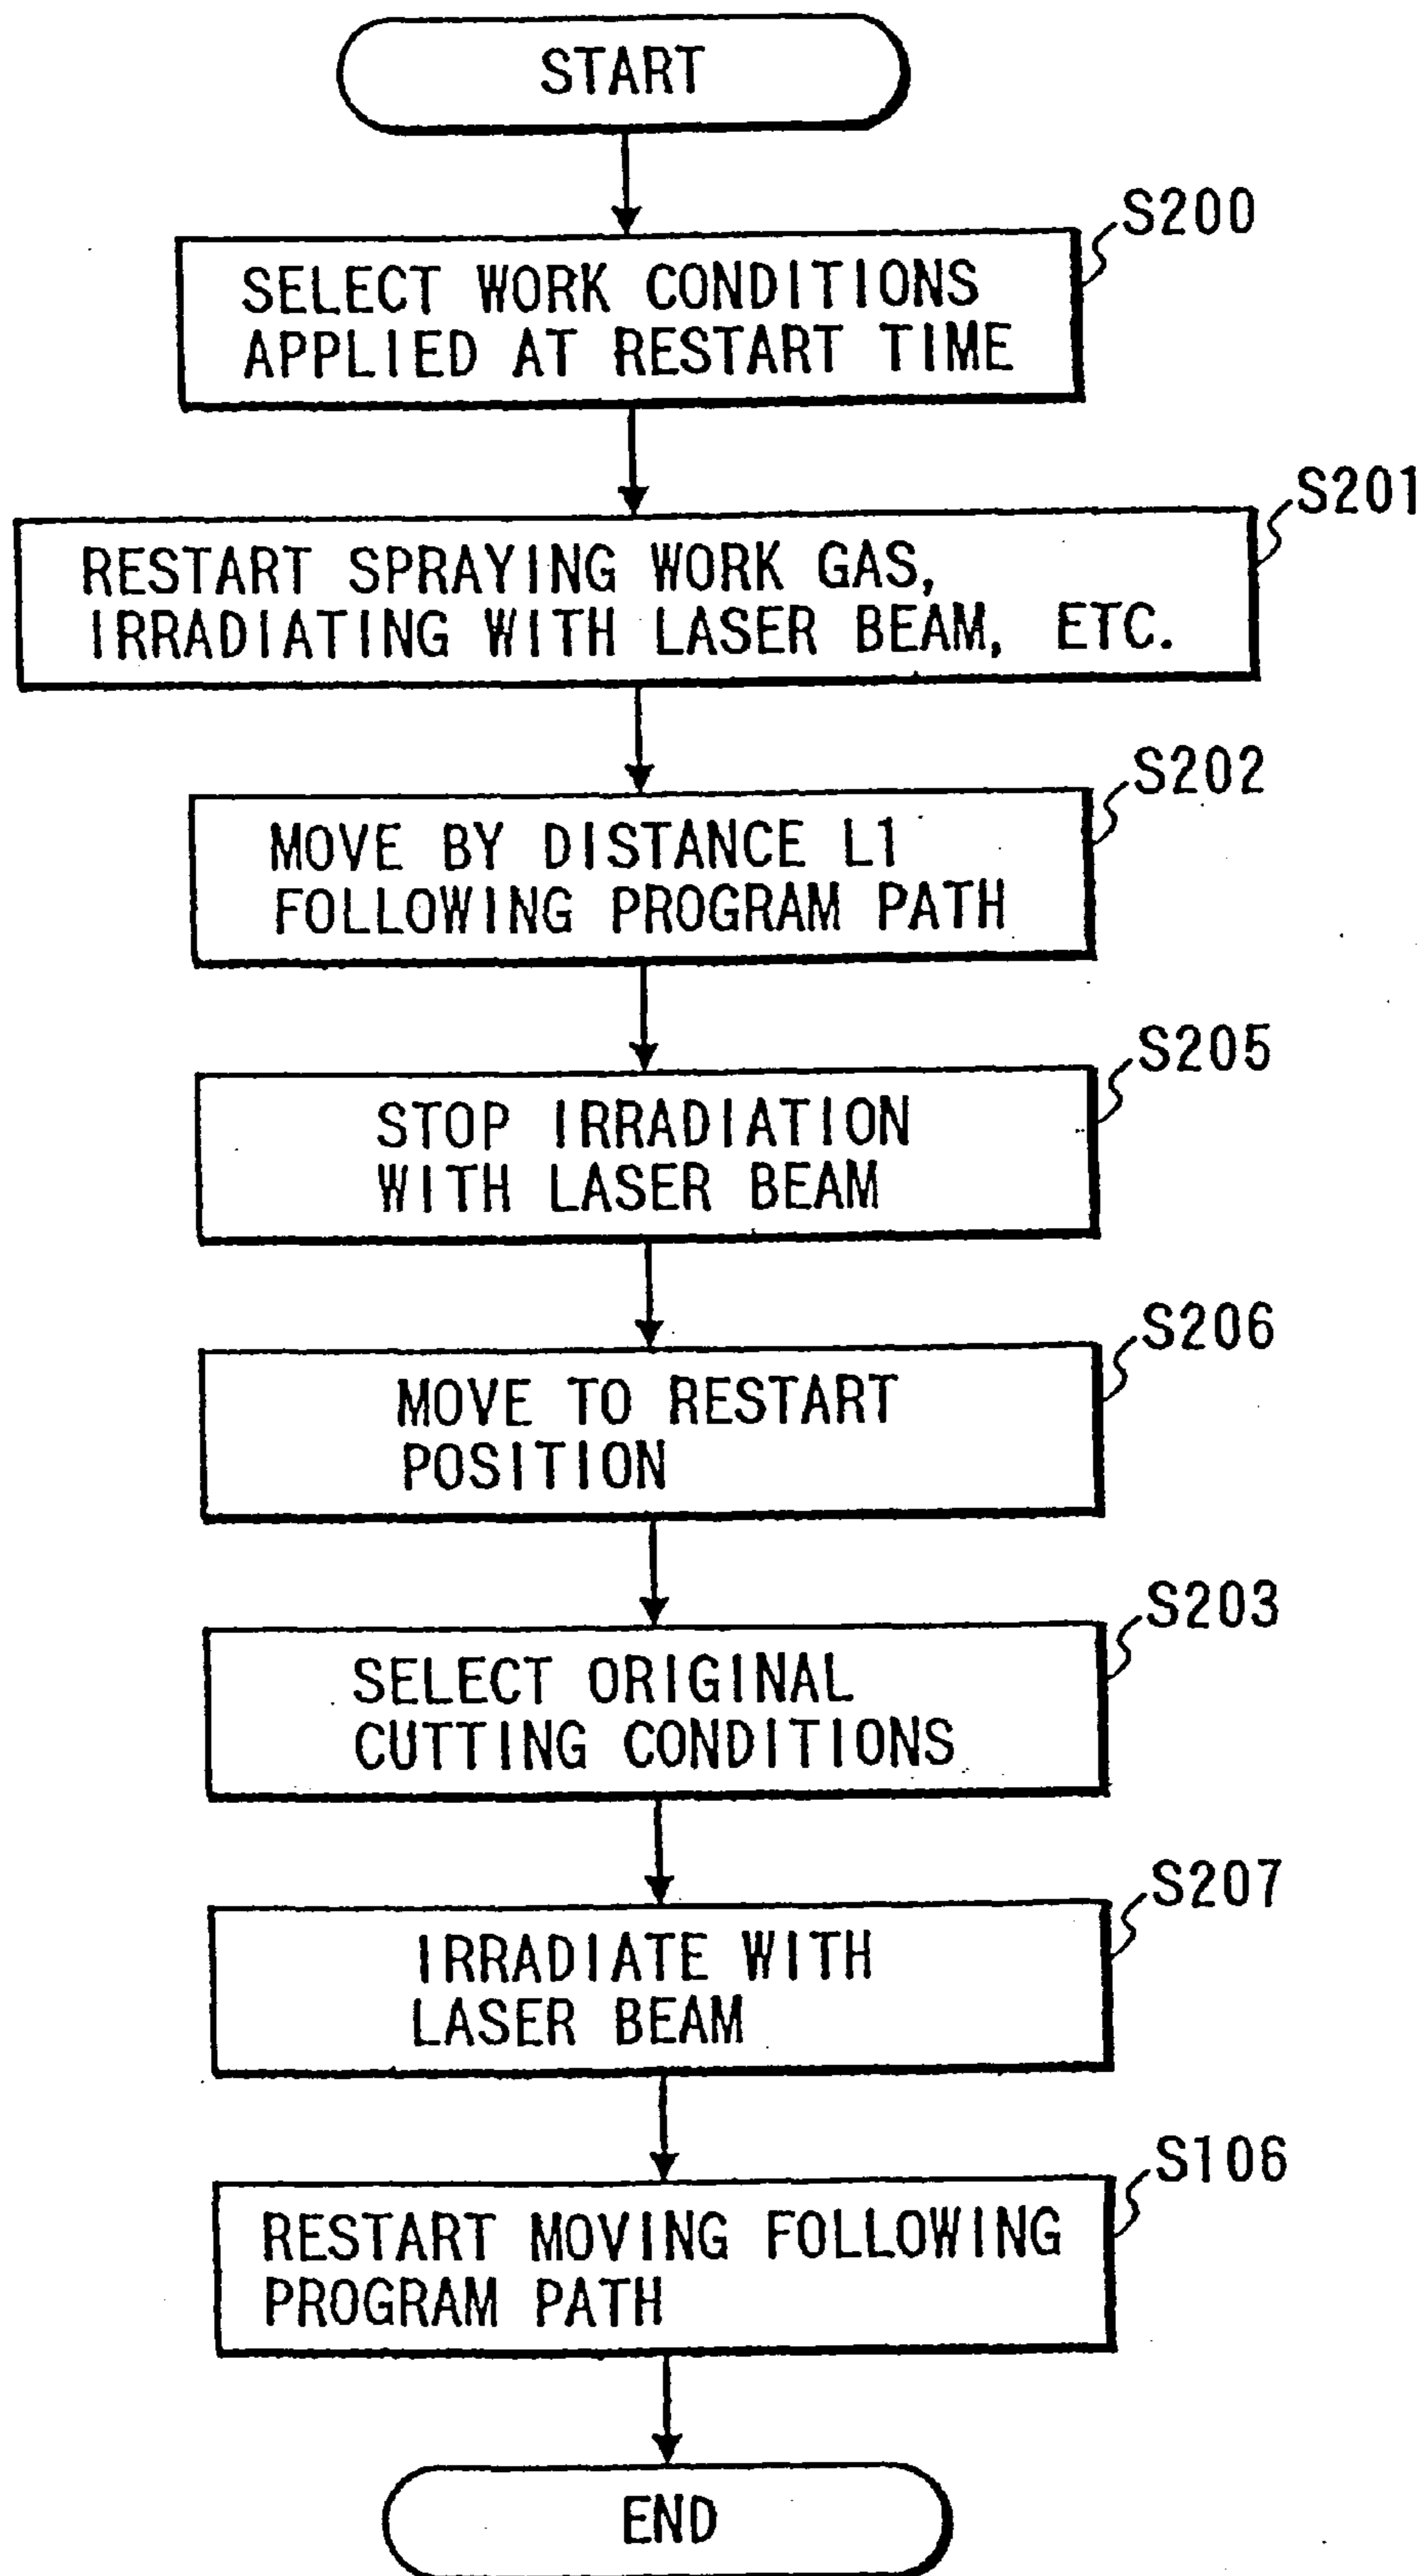 START
S200
SELECT WORK CONDITIONS
APPLIED AT RESTART TIME
S201
RESTART SPRAYING WORK GAS,
IRRADIATING WITH LASER BEAM, ETC.
S202
MOVE BY DISTANCE L1
FOLLOWING PROGRAM PATH
S205
STOP IRRADIATION
WITH LASER BEAM
S206
MOVE TO RESTART
POSITION
S203
SELECT ORIGINAL
CUTTING CONDITIONS
S207
IRRADIATE WITH
LASER BEAM
S106
RESTART MOVING FOLLOWING
PROGRAM PATH
END